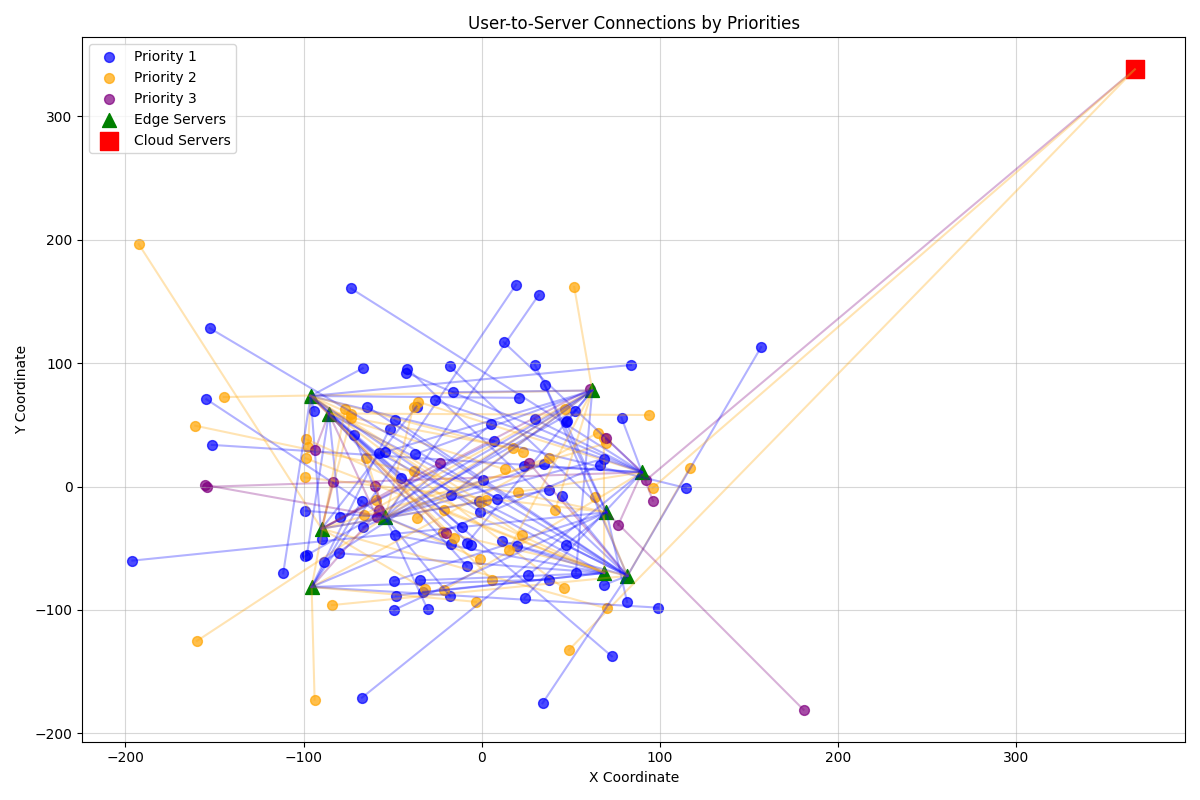 User-to-Server Connections by Priorities
Priority 1
Priority 2
Priority 3
Edge Servers
Cloud Servers
Y Coordinate
300
200
100
0
−100
−200
−200
−100
0
100
200
300
X Coordinate